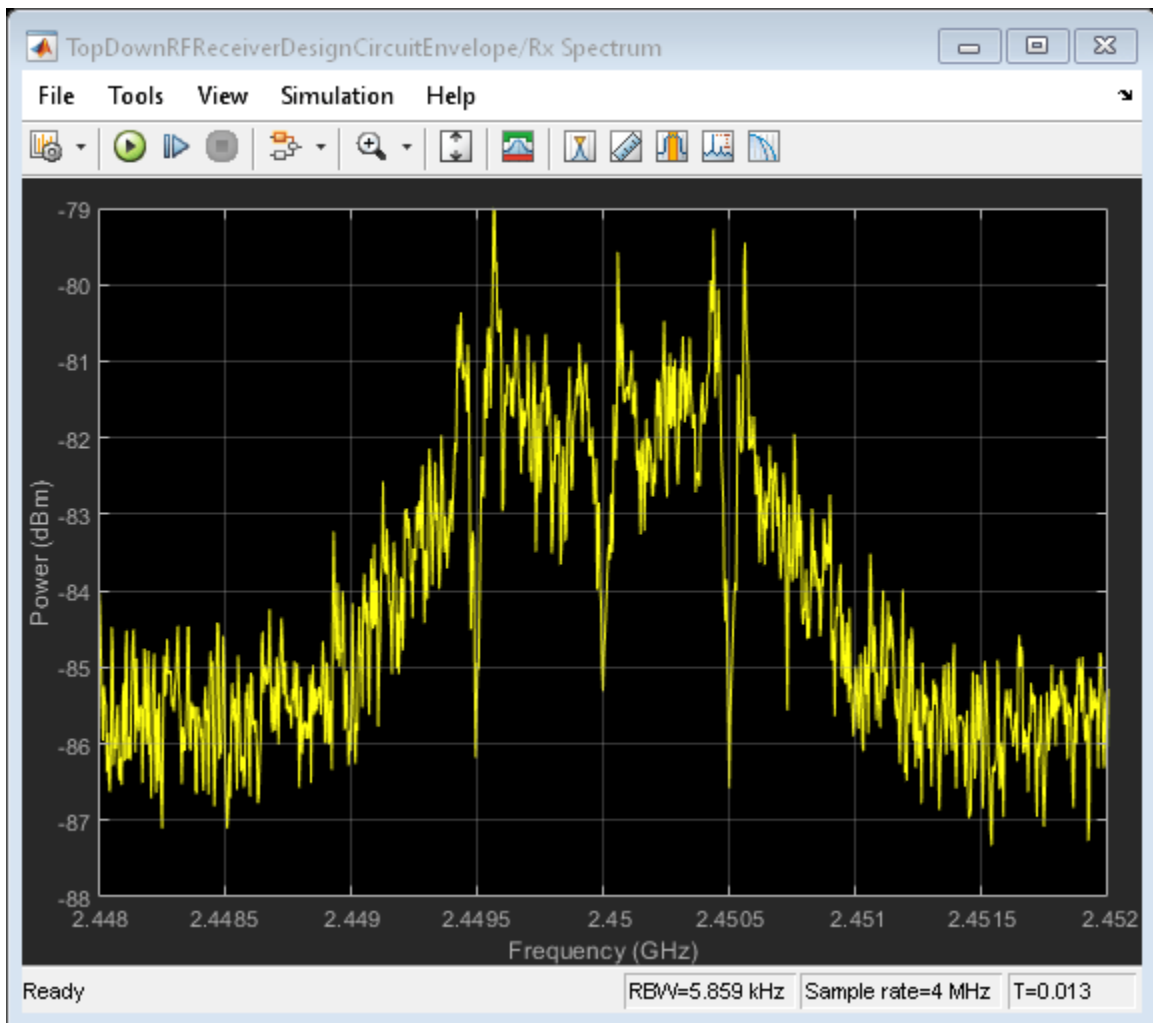 TopDownRFReceiverDesignCircuitEnvelope/Rx Spectrum
File Tools View Simulation Help
-79
-80
-81
-82
-83
-84
-85
-86
-87
-88
Power (dBm)
2.448 2.4485 2.449 2.4495 2.45 2.4505 2.451 2.4515 2.452
Frequency (GHz)
Ready RBW=5.859 kHz Sample rate=4 MHz T=0.013